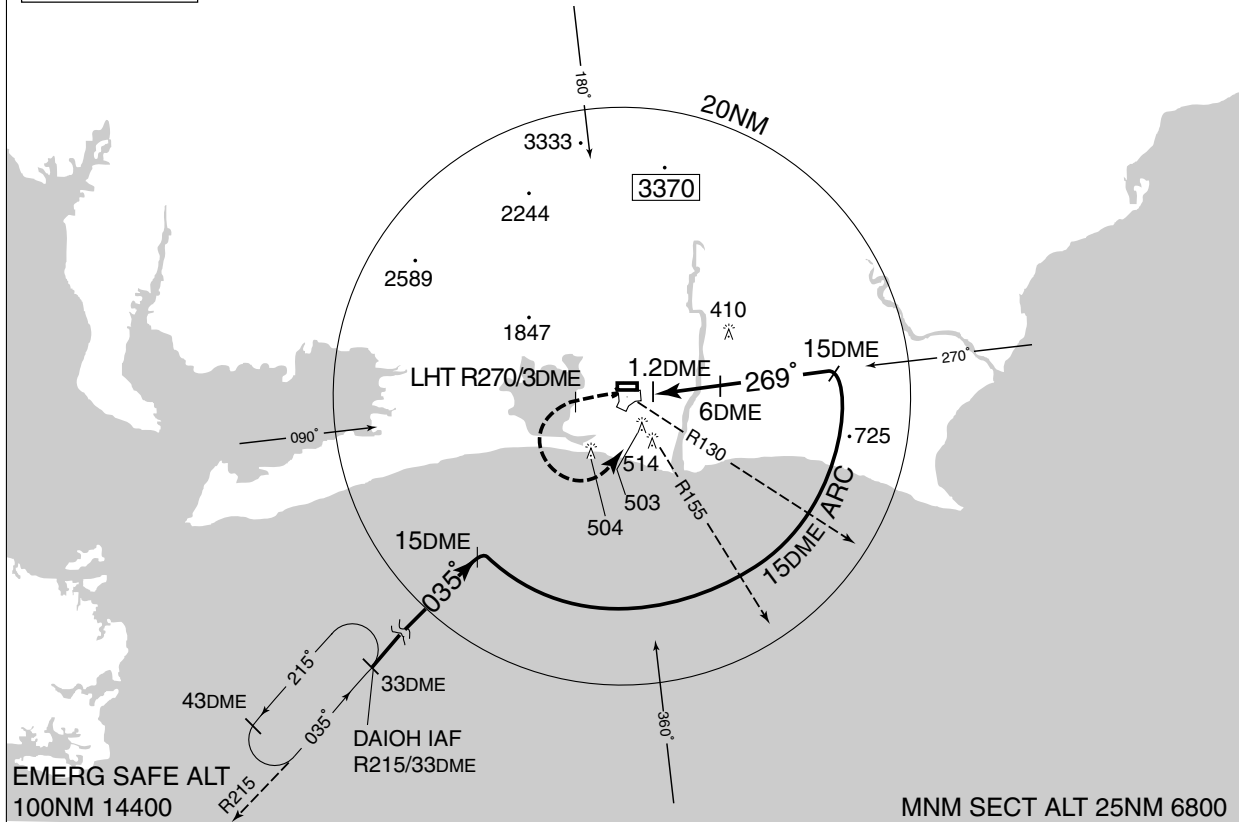 180°
20NM
3333
3370
2244
2589
1847
410
15DME
270°
LHT R270/3DME
1.2DME
269°
6DME
090°
725
R130
514
503
504
R155
15DME ARC
15DME
035°
215°
43DME
33DME
035°
DAIOH IAF
R215/33DME
360°
R215
EMERG SAFE ALT
100NM 14400
MNM SECT ALT 25NM 6800